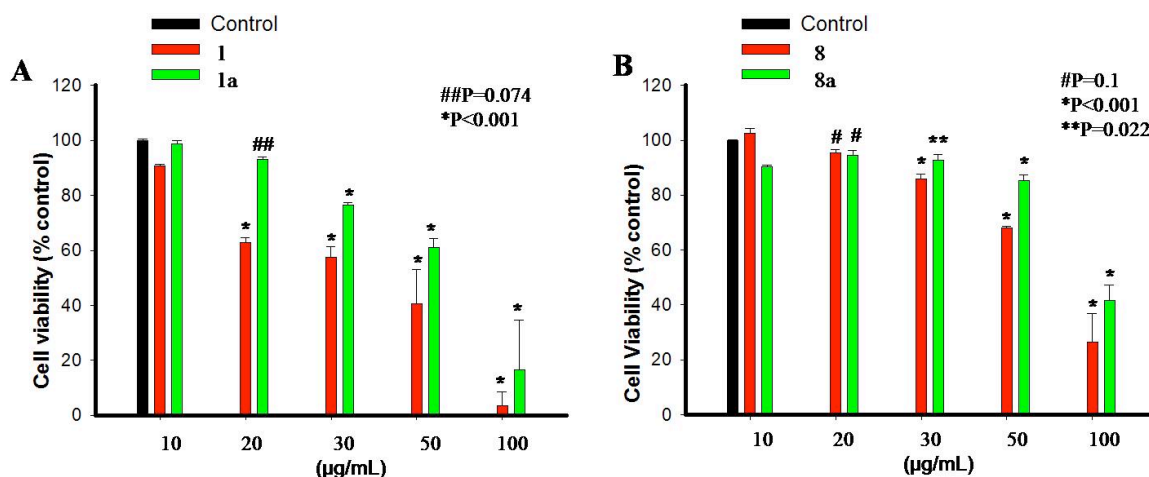 Control
1
1a
A
##P=0.074
*P<0.001
Cell viability (% control)
120
100
80
60
40
20
0
##
*
*
*
*
*
*
*
10 20 30 50 100
(µg/mL)
Control
8
8a
B
#P=0.1
*P<0.001
**P=0.022
Cell Viability (% control)
120
100
80
60
40
20
0
# #
* **
* *
* *
10 20 30 50 100
(µg/mL)